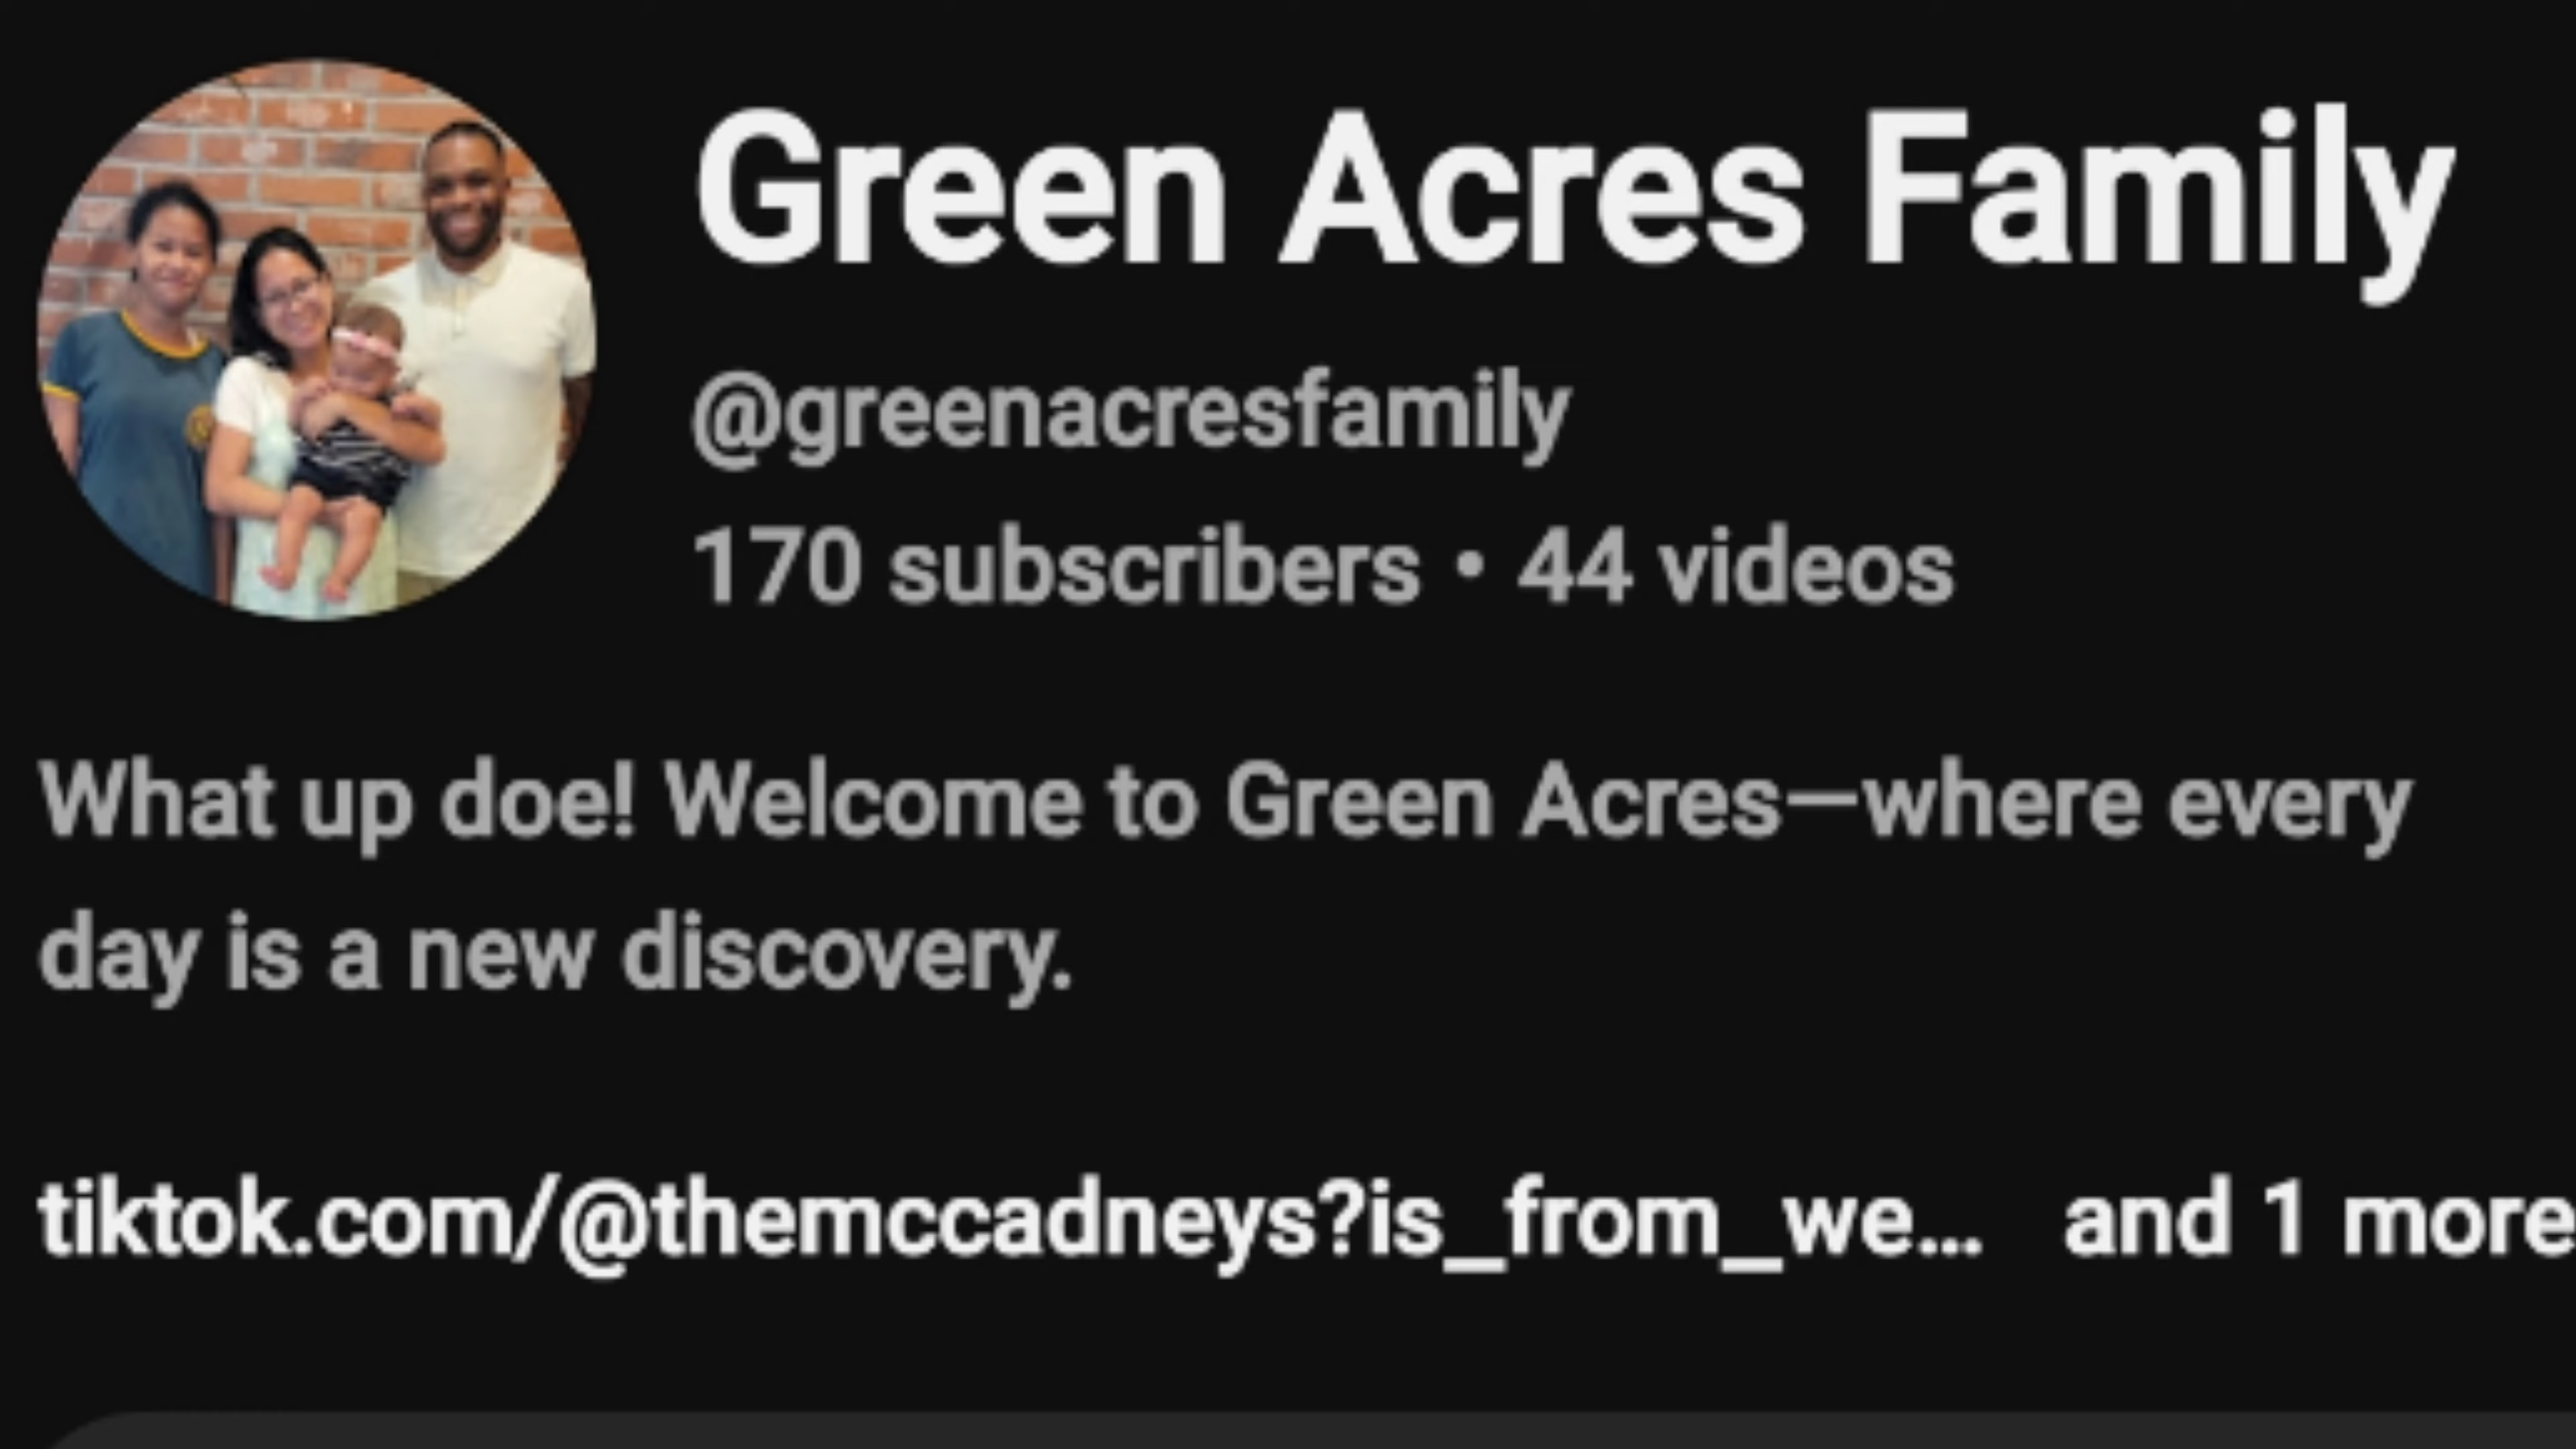 Green Acres Family
@greenacresfamily
170 subscribers • 44 videos
What up doe! Welcome to Green Acres—where every
day is a new discovery.
tiktok.com/@themccadneys?is_from_we... and 1 more